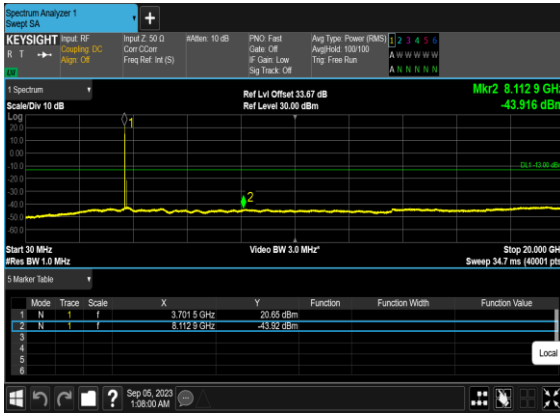 Spectrum Analyzer 1
Swept SA
KEYSIGHT Input: RF Input Z: 50 Ω #Atten: 10 dB PNO: Fast Avg Type: Power (RMS) 1 2 3 4 5 6
R T Coupling: DC Corr CCorr Gate: Off Avg|Hold: 100/100 A W W W W W
Align: Off Freq Ref: Int (S) IF Gain: Low Trig: Free Run
Sig Track: Off A N N N N N
1 Spectrum Ref Lvl Offset 33.67 dB Mkr2 8.112 9 GHz
Scale/Div 10 dB Ref Level 30.00 dBm -43.916 dBm
Log
20.0
10.0
0.00
-10.0
DL1 -13.00 dBm
-20.0
-30.0
-40.0
-50.0
-60.0
1
2
Start 30 MHz Video BW 3.0 MHz* Stop 20.000 GHz
#Res BW 1.0 MHz Sweep 34.7 ms (40001 pts)
5 Marker Table
Mode Trace Scale X Y Function Function Width Function Value
1 N 1 f 3.701 5 GHz 20.65 dBm
2 N 1 f 8.112 9 GHz -43.92 dBm
3
4
5
6
Local
? Sep 05, 2023
1:08:00 AM